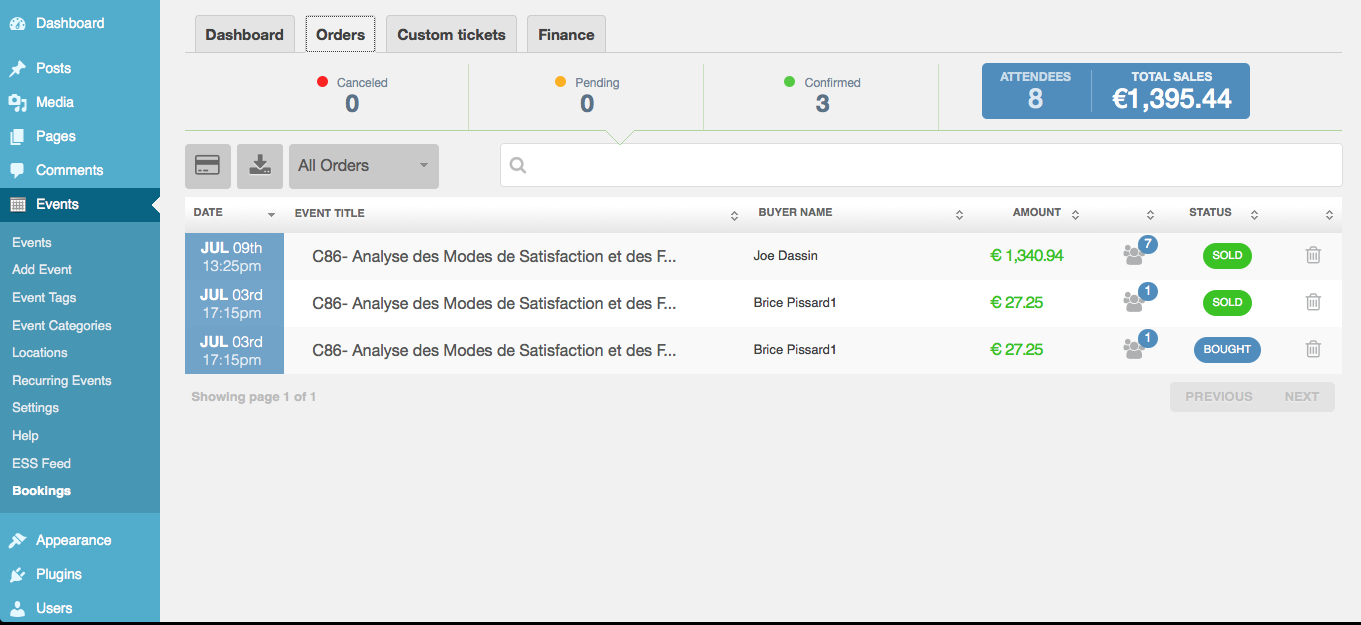 Dashboard
Posts
Media
Pages
Comments
Events
Events
Add Event
Event Tags
Event Categories
Locations
Recurring Events
Settings
Help
ESS Feed
Bookings
Appearance
Plugins
Users
Dashboard Orders Custom tickets Finance
Canceled
0
Pending
0
Confirmed
3
ATTENDEES
8
TOTAL SALES
€1,395.44
All Orders
DATE EVENT TITLE BUYER NAME AMOUNT STATUS
JUL 09th
13:25pm
C86- Analyse des Modes de Satisfaction et des F... Joe Dassin € 1,340.94 7 SOLD
JUL 03rd
17:15pm
C86- Analyse des Modes de Satisfaction et des F... Brice Pissard1 € 27.25 1 SOLD
JUL 03rd
17:15pm
C86- Analyse des Modes de Satisfaction et des F... Brice Pissard1 € 27.25 1 BOUGHT
Showing page 1 of 1
PREVIOUS NEXT